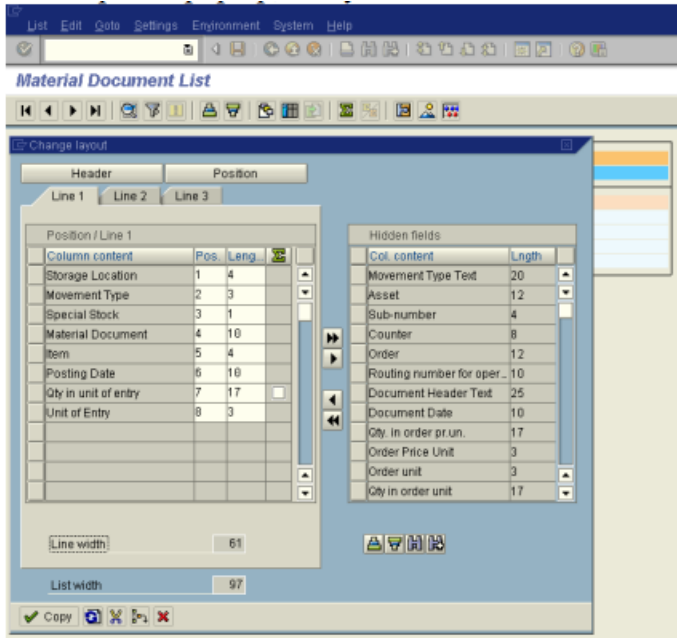 List Edit Goto Settings Environment System Help
Material Document List
Change layout
Header Position
Line 1 Line 2 Line 3
Position / Line 1
Column content Pos. Leng..
Storage Location 1 4
Movement Type 2 3
Special Stock 3 1
Material Document 4 10
Item 5 4
Posting Date 6 10
Qty in unit of entry 7 17
Unit of Entry 8 3
Line width 61
List width 97
Hidden fields
Col. content Lngth
Movement Type Text 20
Asset 12
Sub-number 4
Counter 8
Order 12
Routing number for oper... 10
Document Header Text 25
Document Date 10
Qty. in order pr.un. 17
Order Price Unit 3
Order unit 3
Qty in order unit 17
Copy